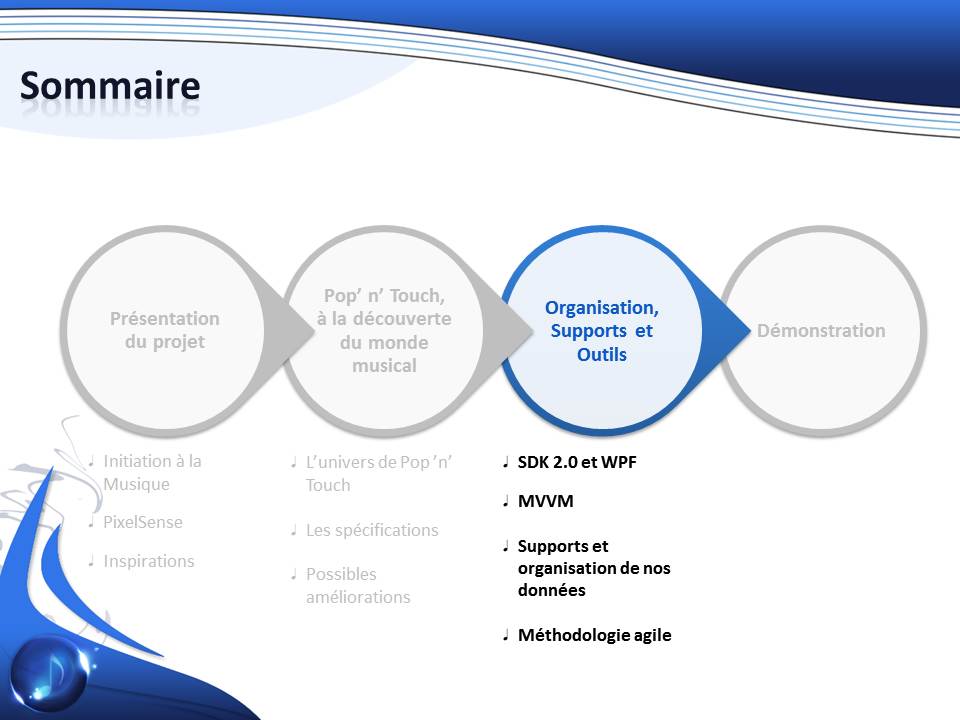 Sommaire
Présentation
du projet
Pop’ n’ Touch,
à la découverte
du monde
musical
Organisation,
Supports et
Outils
Démonstration
♩ Initiation à la
Musique
♩ PixelSense
♩ Inspirations
♩ L’univers de Pop ’n’
Touch
♩ Les spécifications
♩ Possibles
améliorations
♩ SDK 2.0 et WPF
♩ MVVM
♩ Supports et
organisation de nos
données
♩ Méthodologie agile